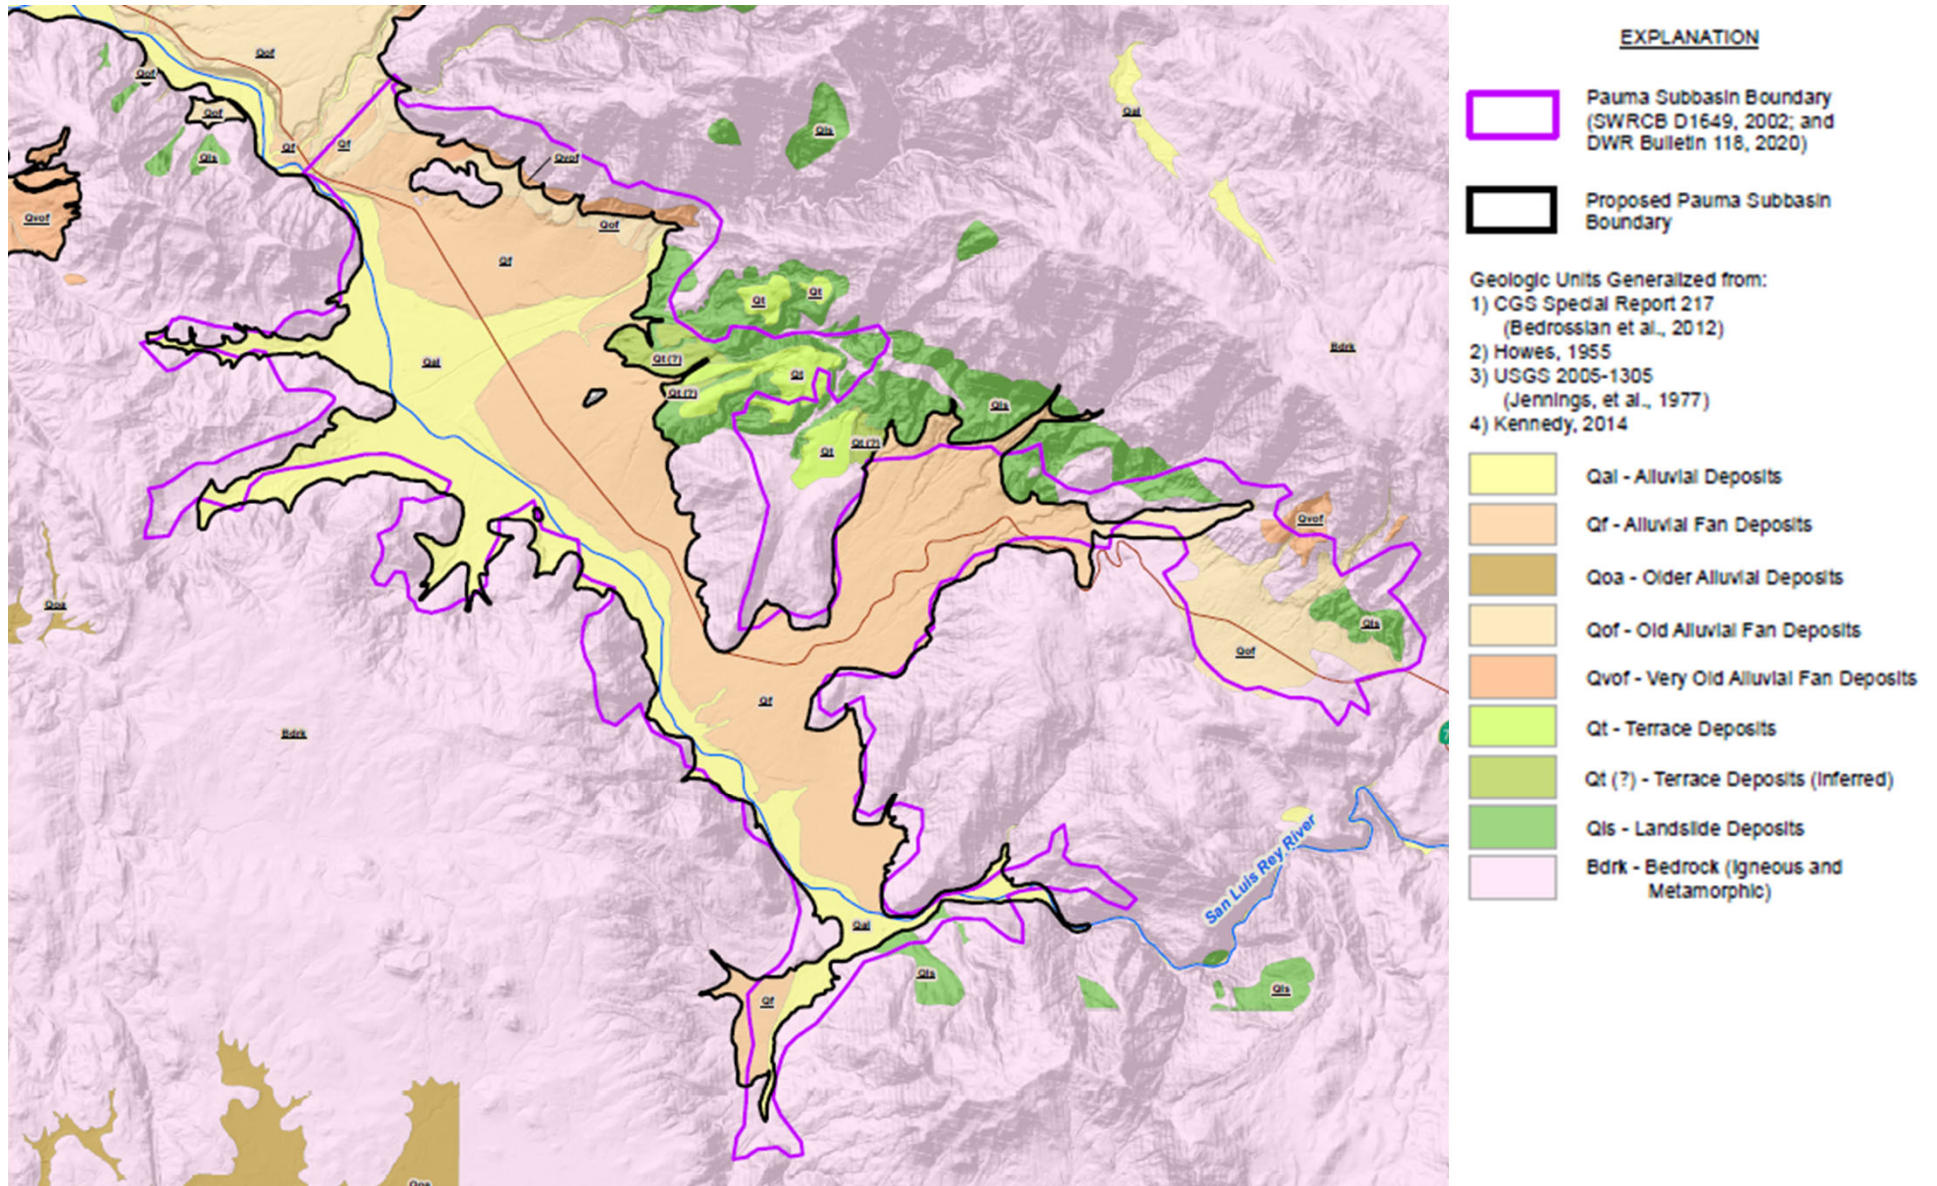 EXPLANATION
Pauma Subbasin Boundary
(SWRCB D1649, 2002; and
DWR Bulletin 118, 2020)
Proposed Pauma Subbasin
Boundary
Geologic Units Generalized from:
1) CGS Special Report 217
(Bedrossian et al., 2012)
2) Howes, 1955
3) USGS 2005-1305
(Jennings, et al., 1977)
4) Kennedy, 2014
Qal - Alluvial Deposits
Qf - Alluvial Fan Deposits
Qoa - Older Alluvial Deposits
Qof - Old Alluvial Fan Deposits
Qvof - Very Old Alluvial Fan Deposits
Qt - Terrace Deposits
Qt (?) - Terrace Deposits (Inferred)
Qls - Landslide Deposits
Bdrk - Bedrock (Igneous and
Metamorphic)
Qof
Qof
Qof
Qal
Qls
Qf
Qf
Qls
Qvof
Qvof
Qof
Qf
Qt
Qt
Bdrk
Qal
Qt (?)
Qt
Qt (?)
Qls
Qt (?)
Qt
Qvof
Qoa
Qls
Qof
Qf
Bdrk
San Luis Rey River
Qal
Qls
Qls
Qf
Qoa
7